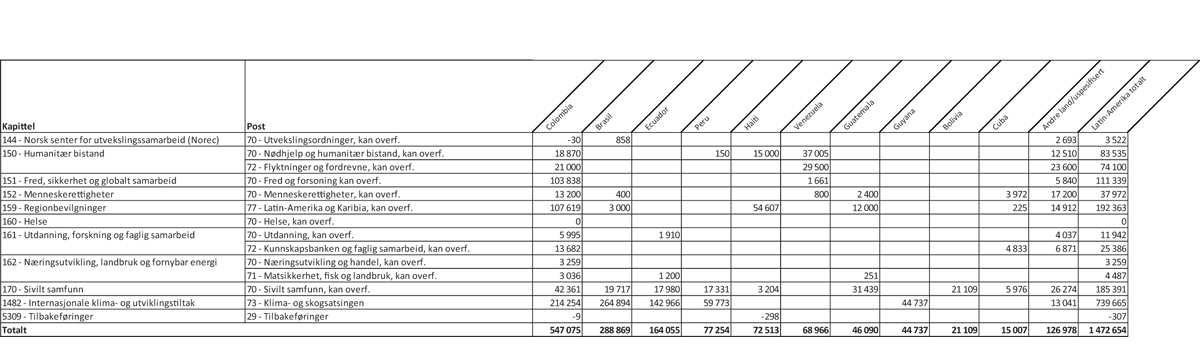 Kapittel Post Colombia Brasil Ecuador Peru Haiti Venezuela Guatemala Guyana Bolivia Cuba Andre land/uspesifisert Latin-Amerika totalt
144 - Norsk senter for utvekslingssamarbeid (Norec) 70 - Utvekslingsordninger, kan overf. -30 858 2 693 3 522
150 - Humanitær bistand 70 - Nødhjelp og humanitær bistand, kan overf. 18 870 150 15 000 37 005 12 510 83 535
72 - Flyktninger og fordrevne, kan overf. 21 000 29 500 23 600 74 100
151 - Fred, sikkerhet og globalt samarbeid 70 - Fred og forsoning kan overf. 103 838 1 661 5 840 111 339
152 - Menneskerettigheter 70 - Menneskerettigheter, kan overf. 13 200 400 800 2 400 3 972 17 200 37 972
159 - Regionbevilgninger 77 - Latin-Amerika og Karibia, kan overf. 107 619 3 000 54 607 12 000 225 14 912 192 363
160 - Helse 70 - Helse, kan overf. 0 0
161 - Utdanning, forskning og faglig samarbeid 70 - Utdanning, kan overf. 5 995 1 910 4 037 11 942
72 - Kunnskapsbanken og faglig samarbeid, kan overf. 13 682 4 833 6 871 25 386
162 - Næringsutvikling, landbruk og fornybar energi 70 - Næringsutvikling og handel, kan overf. 3 259 3 259
71 - Matsikkerhet, fisk og landbruk, kan overf. 3 036 1 200 251 4 487
170 - Sivilt samfunn 70 - Sivilt samfunn, kan overf. 42 361 19 717 17 980 17 331 3 204 31 439 21 109 5 976 26 274 185 391
1482 - Internasjonale klima- og utviklingstiltak 73 - Klima- og skogsatsingen 214 254 264 894 142 966 59 773 44 737 13 041 739 665
5309 - Tilbakeføringer 29 - Tilbakeføringer -9 -298 -307
Totalt 547 075 288 869 164 055 77 254 72 513 68 966 46 090 44 737 21 109 15 007 126 978 1 472 654